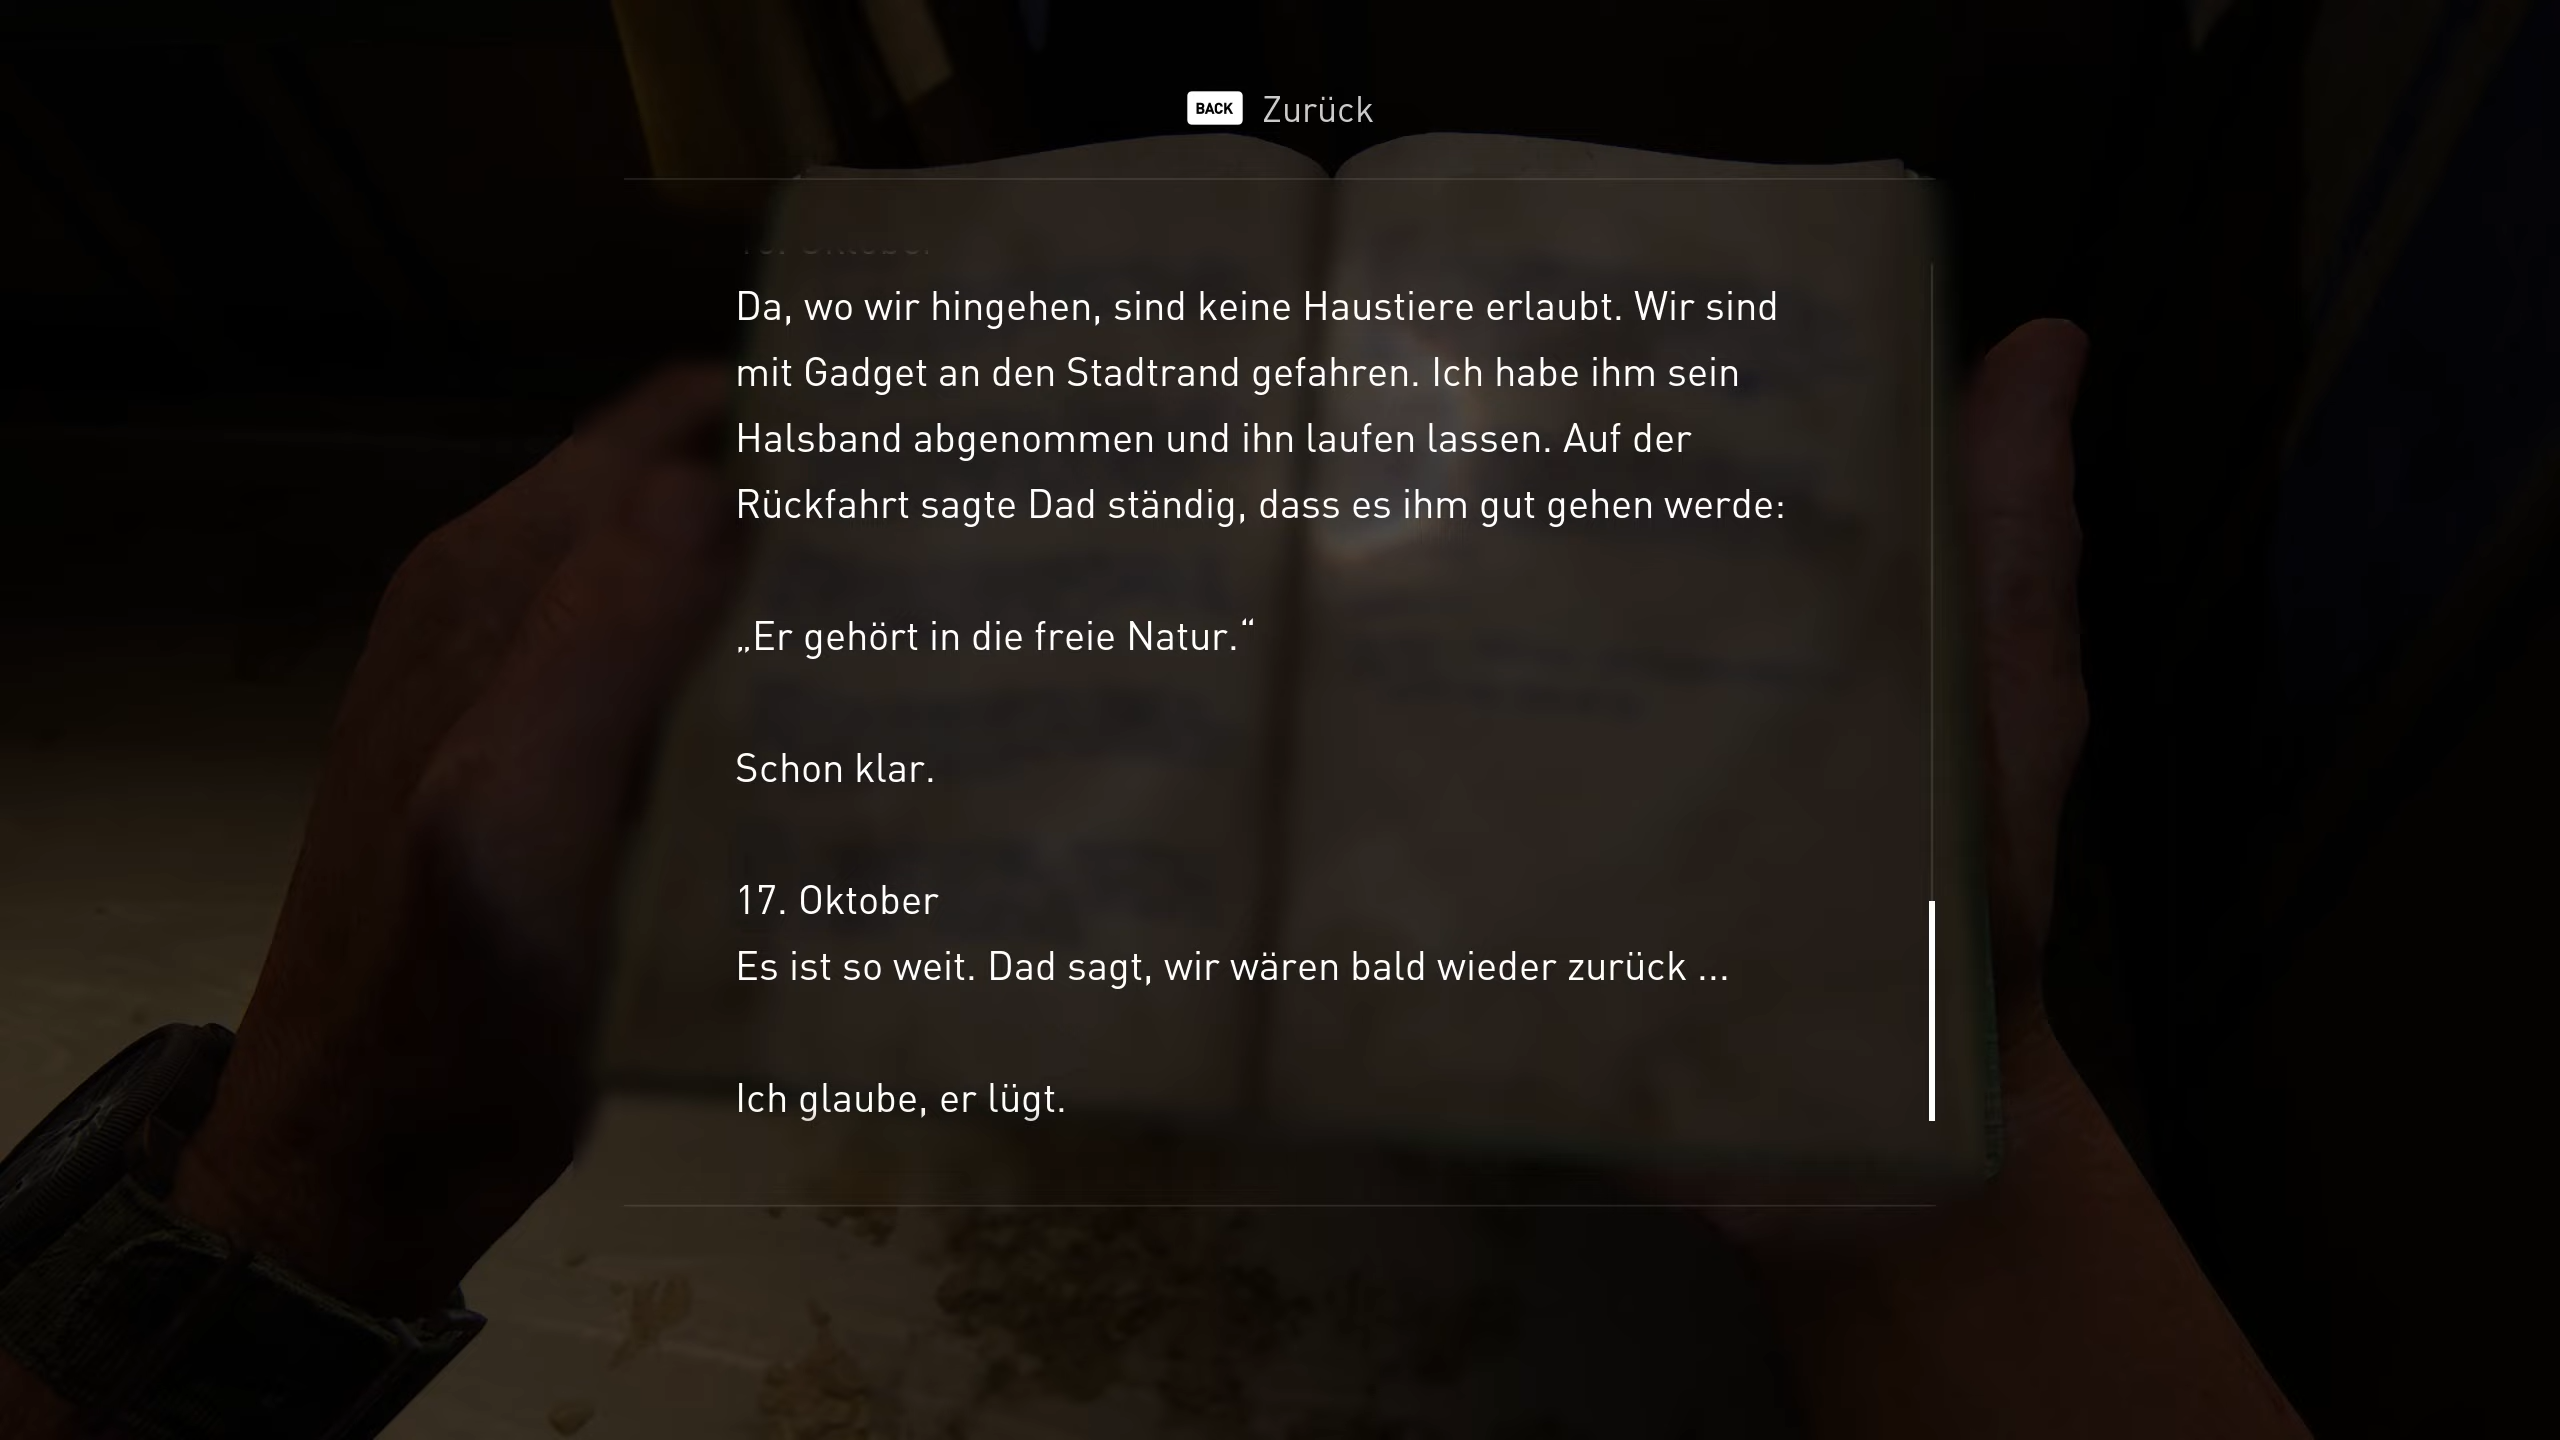 BACK Zurück
Da, wo wir hingehen, sind keine Haustiere erlaubt. Wir sind
mit Gadget an den Stadtrand gefahren. Ich habe ihm sein
Halsband abgenommen und ihn laufen lassen. Auf der
Rückfahrt sagte Dad ständig, dass es ihm gut gehen werde:
„Er gehört in die freie Natur.“
Schon klar.
17. Oktober
Es ist so weit. Dad sagt, wir wären bald wieder zurück ...
Ich glaube, er lügt.